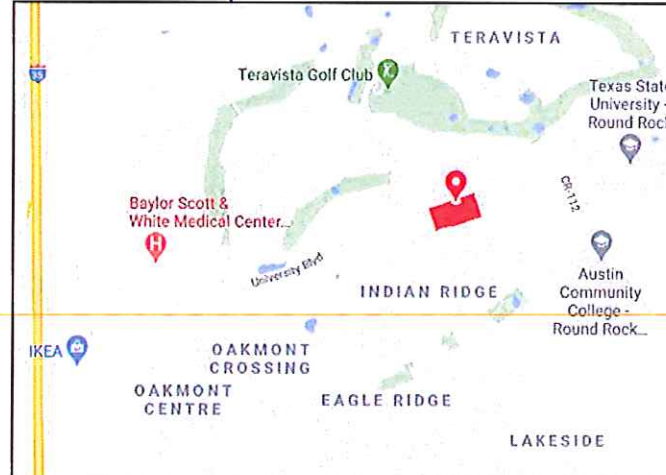 TERAVISTA
35
Teravista Golf Club
Texas State
University -
Round Rock
CR-112
Baylor Scott &
White Medical Center...
H
University Blvd
INDIAN RIDGE
Austin
Community
College -
Round Rock...
IKEA
OAKMONT
CROSSING
OAKMONT
CENTRE
EAGLE RIDGE
LAKESIDE